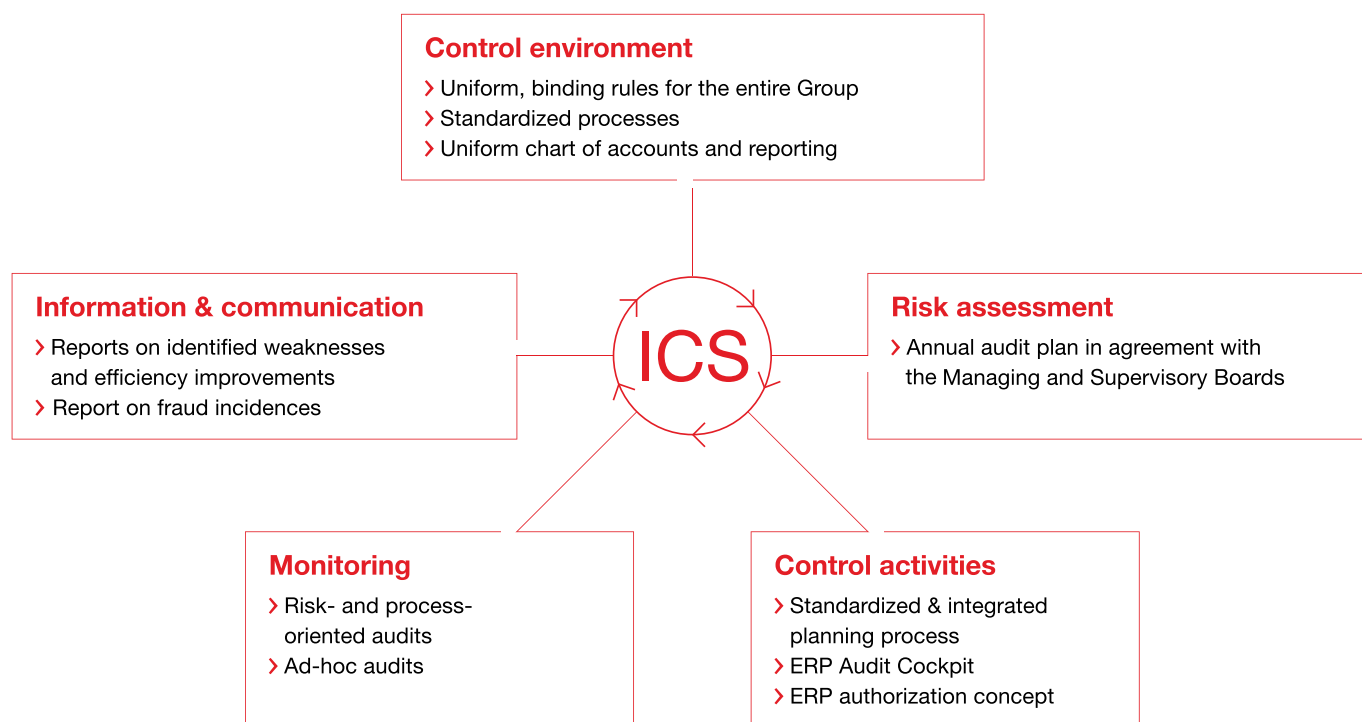 Control environment
Uniform, binding rules for the entire Group
Standardized processes
Uniform chart of accounts and reporting
Information & communication
Reports on identified weaknesses
and efficiency improvements
Report on fraud incidences
ICS
Risk assessment
Annual audit plan in agreement with
the Managing and Supervisory Boards
Monitoring
Risk- and process-
oriented audits
Ad-hoc audits
Control activities
Standardized & integrated
planning process
ERP Audit Cockpit
ERP authorization concept